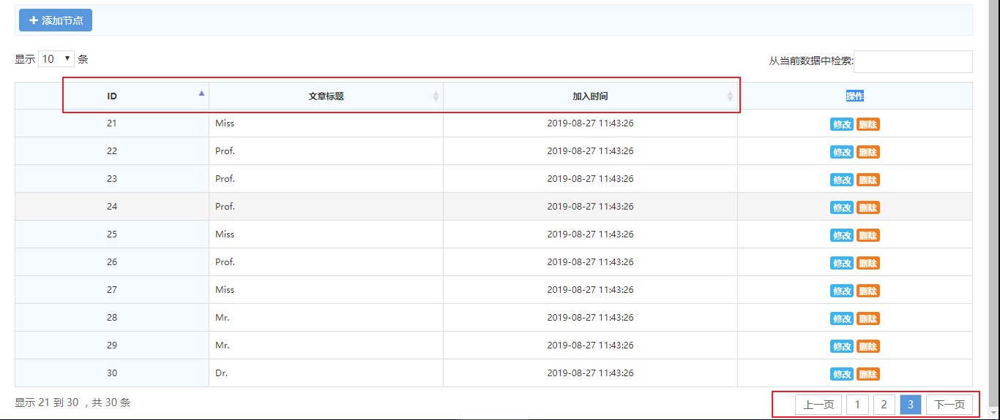 添加节点
显示 10 条
从当前数据中检索:
ID 文章标题 加入时间 操作
21 Miss 2019-08-27 11:43:26 修改 删除
22 Prof. 2019-08-27 11:43:26 修改 删除
23 Prof. 2019-08-27 11:43:26 修改 删除
24 Prof. 2019-08-27 11:43:26 修改 删除
25 Miss 2019-08-27 11:43:26 修改 删除
26 Prof. 2019-08-27 11:43:26 修改 删除
27 Miss 2019-08-27 11:43:26 修改 删除
28 Mr. 2019-08-27 11:43:26 修改 删除
29 Mr. 2019-08-27 11:43:26 修改 删除
30 Dr. 2019-08-27 11:43:26 修改 删除
显示 21 到 30 ，共 30 条
上一页 1 2 3 下一页